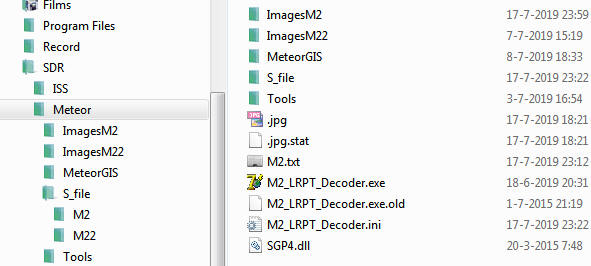 Films
Program Files
Record
SDR
ISS
Meteor
ImagesM2
ImagesM22
MeteorGIS
S_file
M2
M22
Tools
ImagesM2 17-7-2019 23:59
ImagesM22 7-7-2019 15:19
MeteorGIS 8-7-2019 18:33
S_file 17-7-2019 23:22
Tools 3-7-2019 16:54
.jpg 17-7-2019 18:21
.jpg.stat 17-7-2019 18:21
M2.txt 17-7-2019 23:12
M2_LRPT_Decoder.exe 18-6-2019 20:31
M2_LRPT_Decoder.exe.old 1-7-2015 21:19
M2_LRPT_Decoder.ini 17-7-2019 23:22
SGP4.dll 20-3-2015 7:48